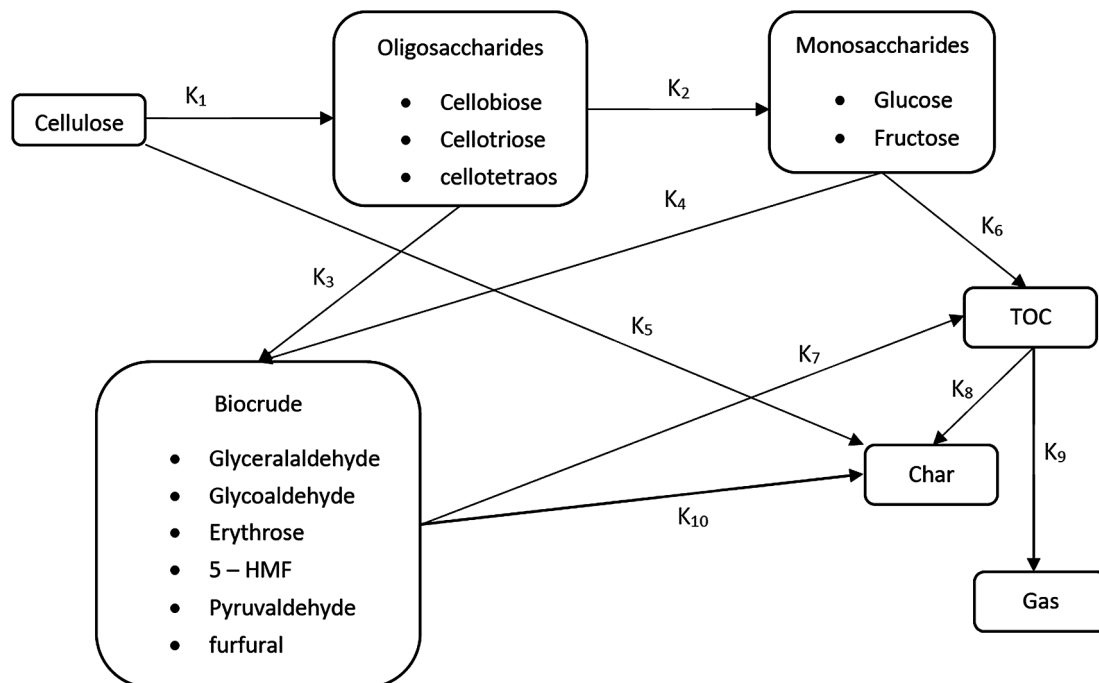 Oligosaccharides
Cellobiose
Cellotriose
cellotetraos
Monosaccharides
Glucose
Fructose
Cellulose
K₁
K₂
K₃
K₄
K₅
K₆
TOC
K₇
K₈
K₉
Biocrude
Glyceralaldehyde
Glycoaldehyde
Erythrose
5 – HMF
Pyruvaldehyde
furfural
Char
K₁₀
Gas